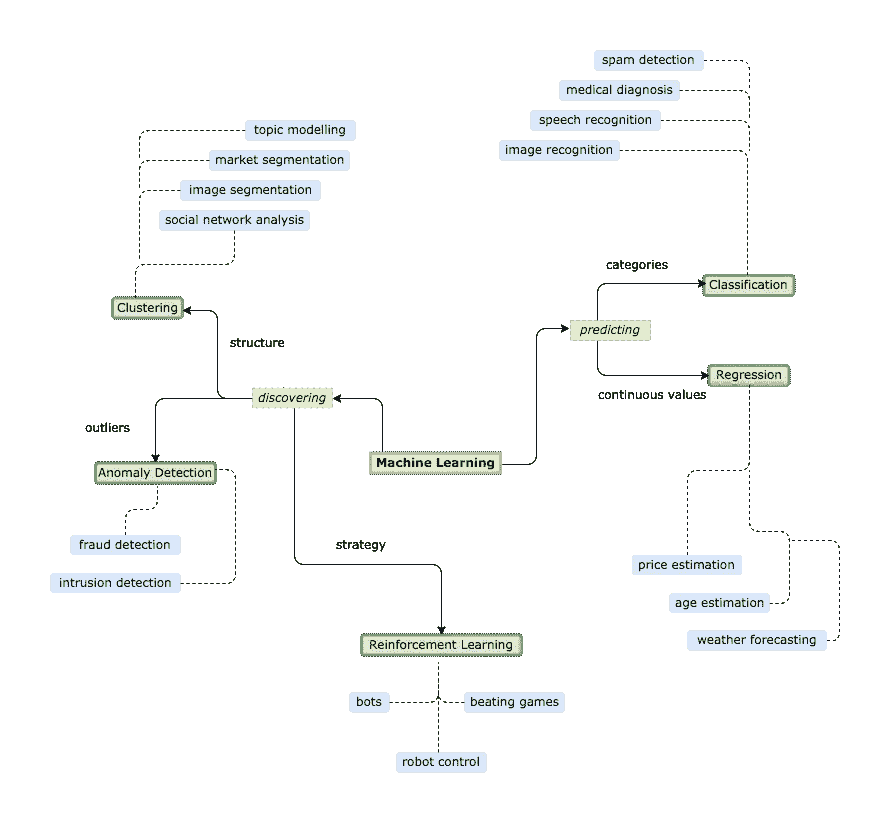 spam detection
medical diagnosis
speech recognition
image recognition
topic modelling
market segmentation
image segmentation
social network analysis
categories
Classification
Clustering
predicting
structure
Regression
continuous values
discovering
outliers
Machine Learning
Anomaly Detection
fraud detection
strategy
intrusion detection
price estimation
age estimation
weather forecasting
Reinforcement Learning
bots
beating games
robot control